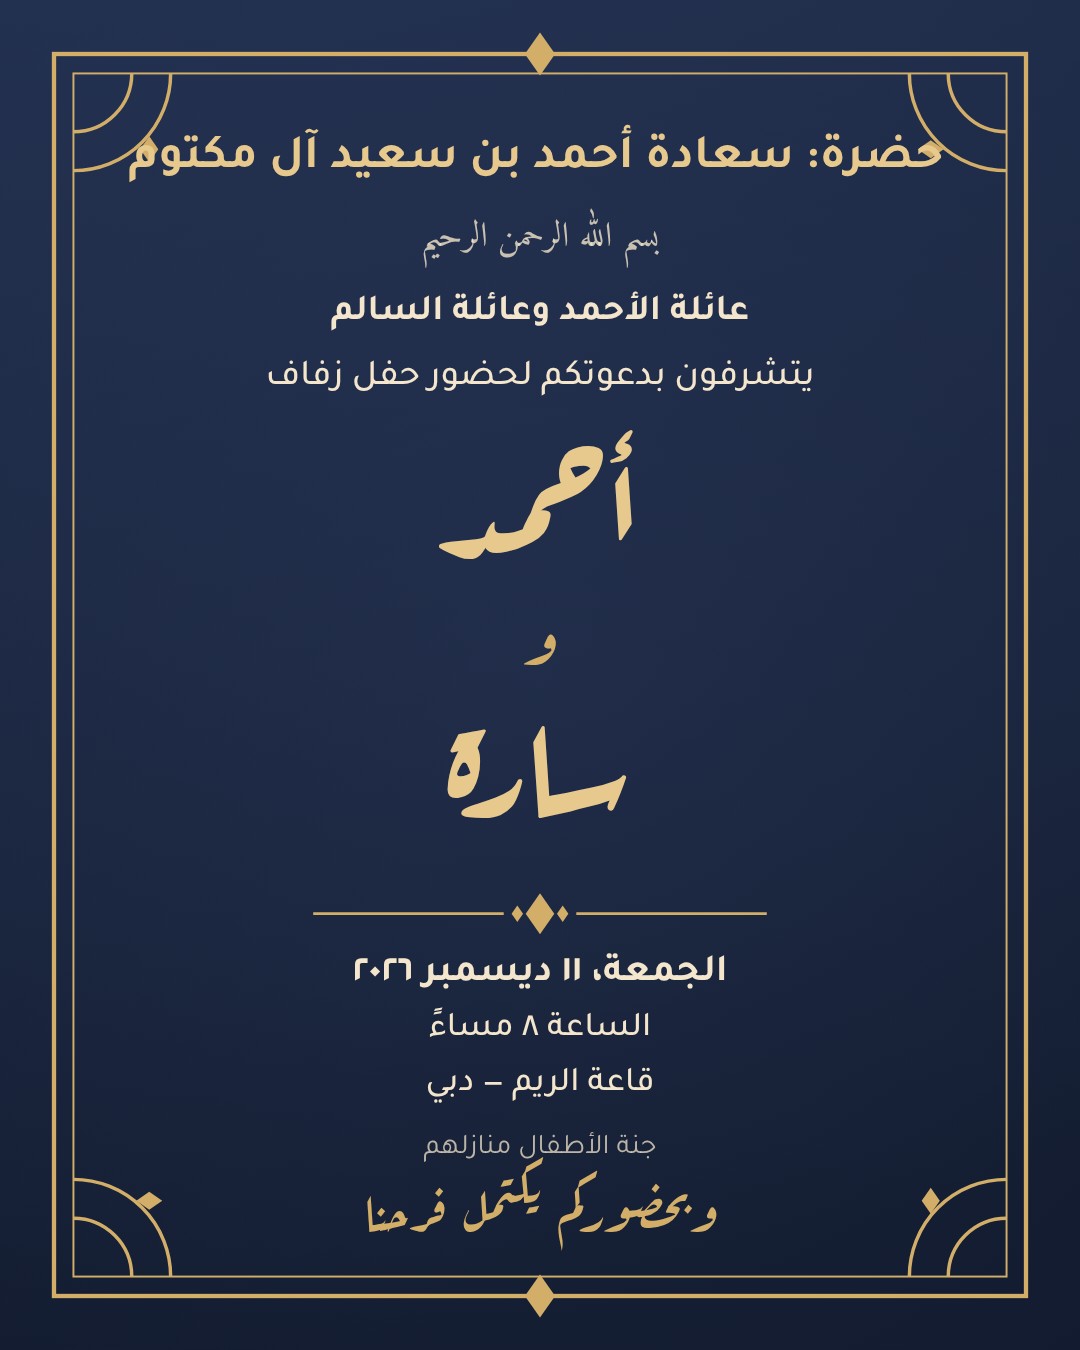 حضرة: سعادة أحمد بن سعيد آل مكتوم
بسم الله الرحمن الرحيم
عائلة الأحمد وعائلة السالم
يتشرفون بدعوتكم لحضور حفل زفاف
أحمد
و
سارة
الجمعة، ١١ ديسمبر ٢٠٢٦
الساعة ٨ مساءً
قاعة الريم – دبي
جنة الأطفال منازلهم
وبحضوركم يكتمل فرحنا